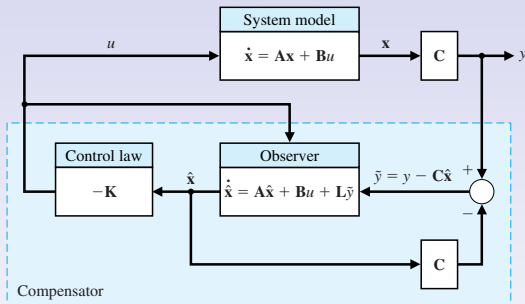 System model
u
ẋ = Ax + Bu
x
C
y
Control law
−K
x̂
Observer
x̂̇ = Ax̂ + Bu + Lỹ
ỹ = y − Cx̂
+
−
C
Compensator